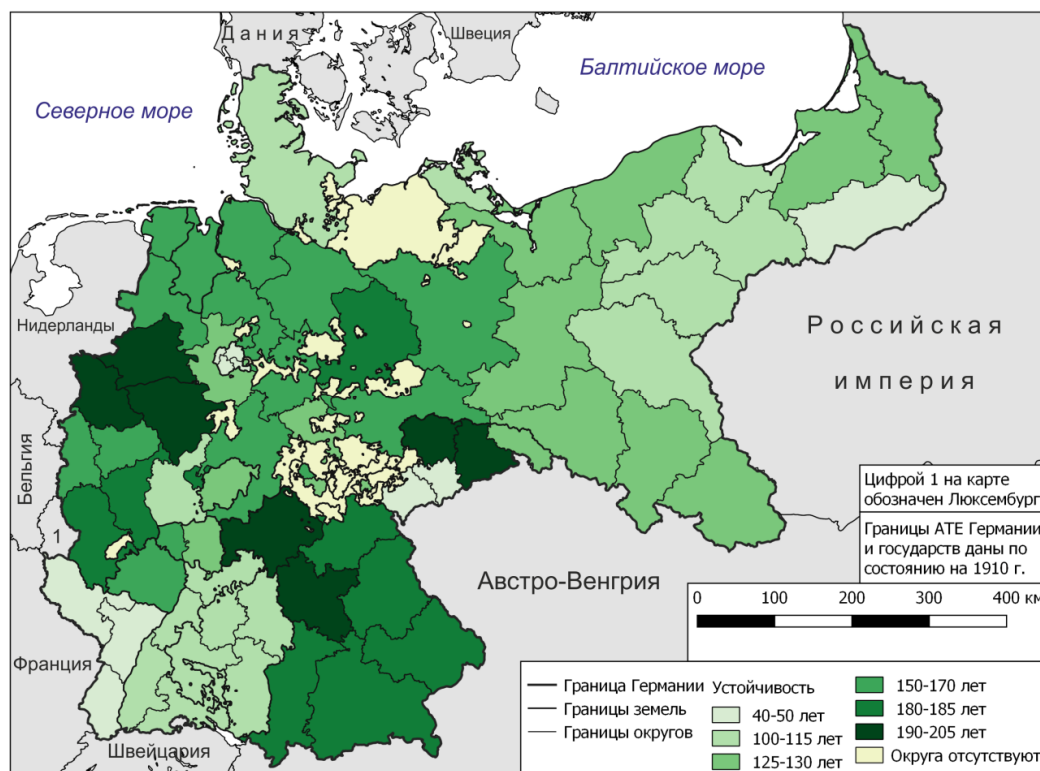 Дания
Швеция
Северное море
Балтийское море
Нидерланды
Российская
империя
Бельгия
1
Цифрой 1 на карте
обозначен Люксембург
Границы АТЕ Германии
и государств даны по
состоянию на 1910 г.
Австро-Венгрия
0 100 200 300 400 км
Франция
Швейцария
Граница Германии
Границы земель
Границы округов
Устойчивость
40-50 лет
100-115 лет
125-130 лет
150-170 лет
180-185 лет
190-205 лет
Округа отсутствуют